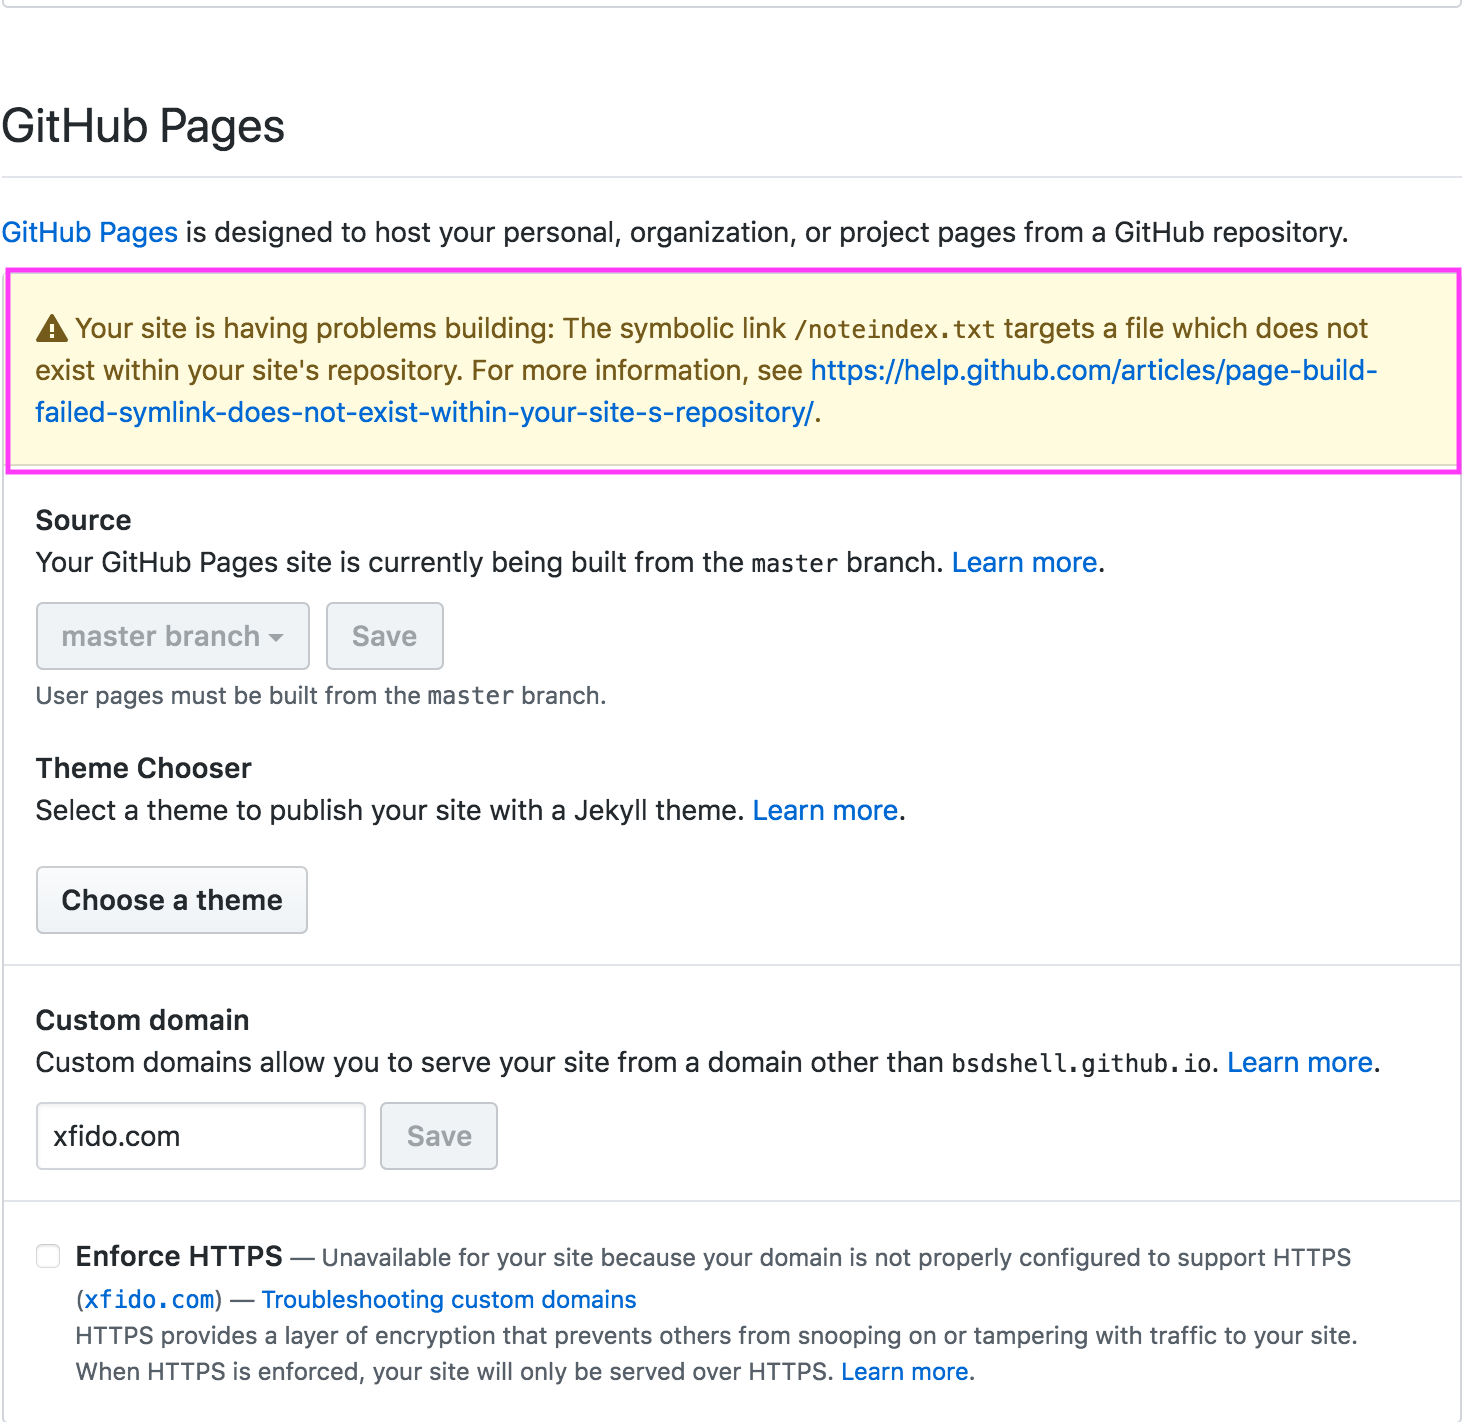 GitHub Pages
GitHub Pages is designed to host your personal, organization, or project pages from a GitHub repository.
Your site is having problems building: The symbolic link /noteindex.txt targets a file which does not
exist within your site's repository. For more information, see https://help.github.com/articles/page-build-
failed-symlink-does-not-exist-within-your-site-s-repository/.
Source
Your GitHub Pages site is currently being built from the master branch. Learn more.
master branch Save
User pages must be built from the master branch.
Theme Chooser
Select a theme to publish your site with a Jekyll theme. Learn more.
Choose a theme
Custom domain
Custom domains allow you to serve your site from a domain other than bsdshell.github.io. Learn more.
xfido.com Save
Enforce HTTPS — Unavailable for your site because your domain is not properly configured to support HTTPS
(xfido.com) — Troubleshooting custom domains
HTTPS provides a layer of encryption that prevents others from snooping on or tampering with traffic to your site.
When HTTPS is enforced, your site will only be served over HTTPS. Learn more.